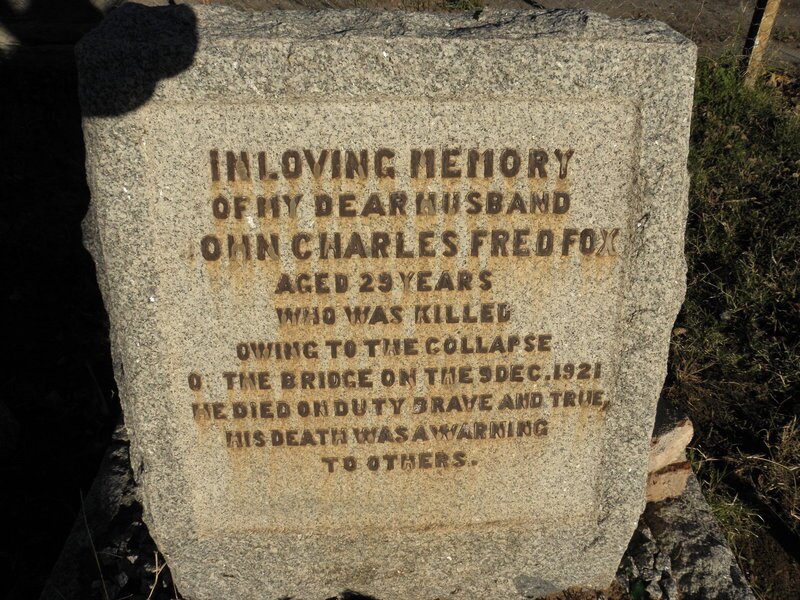 IN LOVING MEMORY
OF MY DEAR HUSBAND
JOHN CHARLES FRED FOX
AGED 29 YEARS
WHO WAS KILLED
OWING TO THE COLLAPSE
O THE BRIDGE ON THE 9 DEC. 1921
HE DIED ON DUTY BRAVE AND TRUE,
HIS DEATH WAS A WARNING
TO OTHERS.